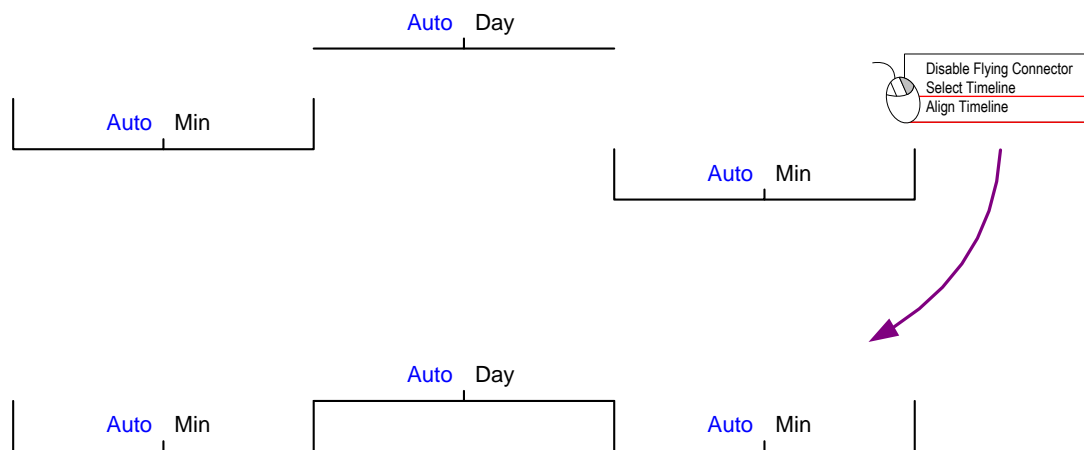 Auto Day
Disable Flying Connector
Select Timeline
Align Timeline
Auto Min
Auto Min
Auto Day
Auto Min
Auto Min